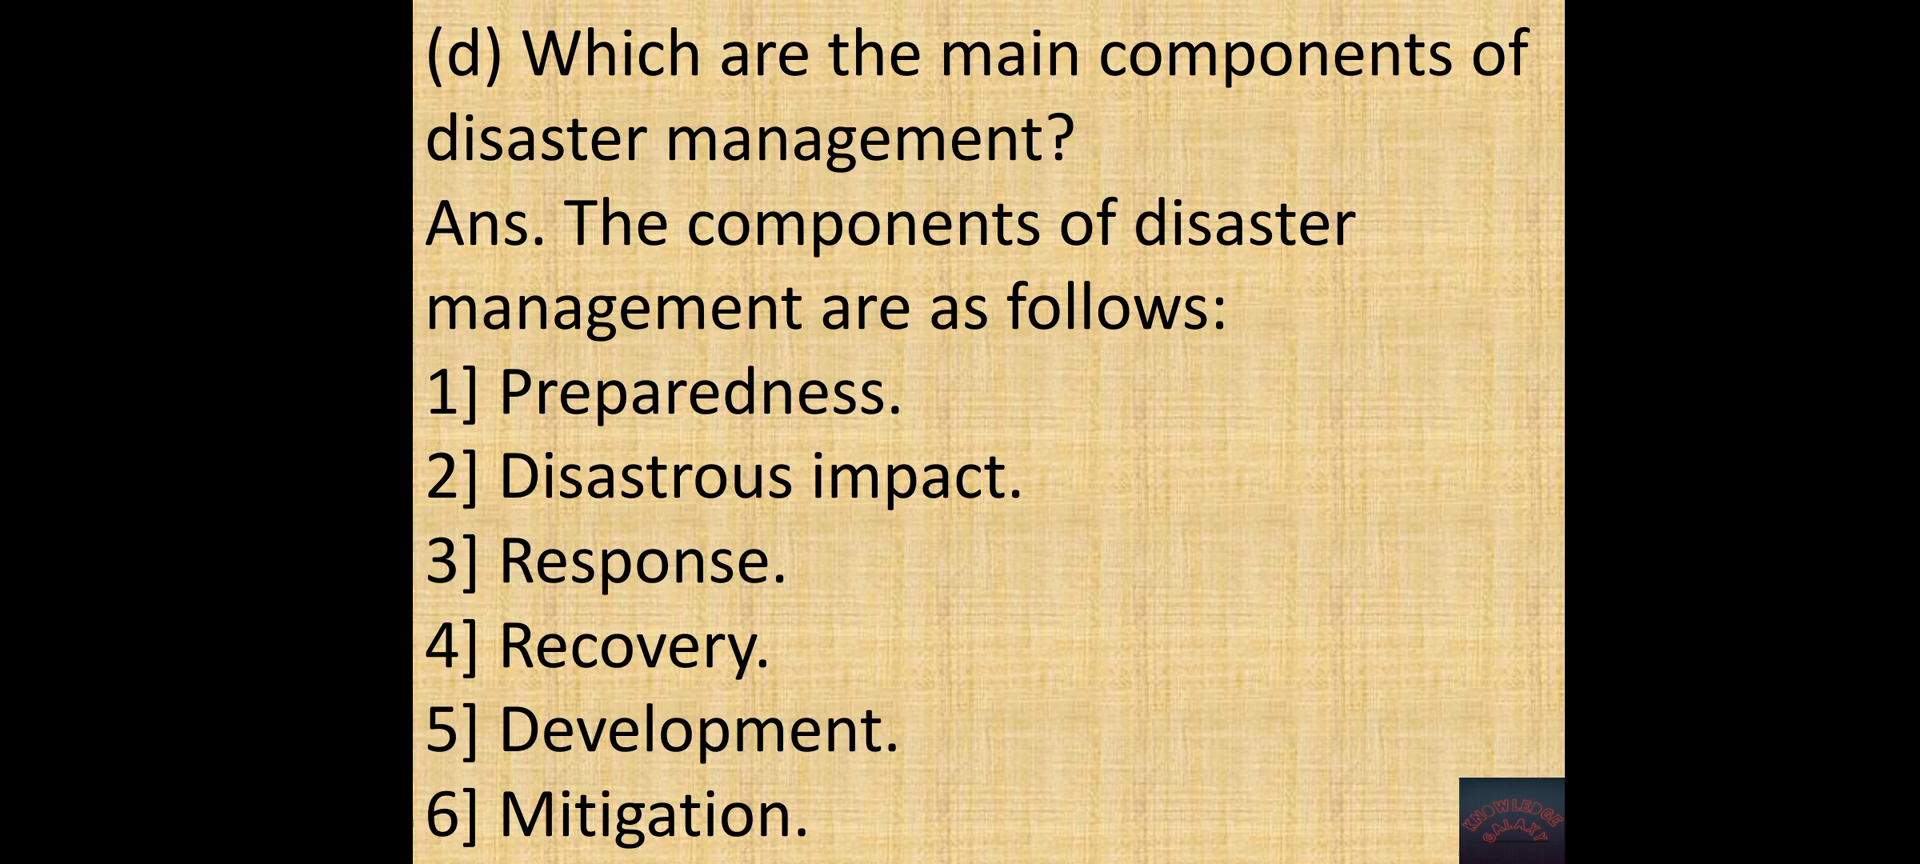 (d) Which are the main components of
disaster management?
Ans. The components of disaster
management are as follows:
1] Preparedness.
2] Disastrous impact.
3] Response.
4] Recovery.
5] Development.
6] Mitigation.
KNOWLEDGE
GALAXY